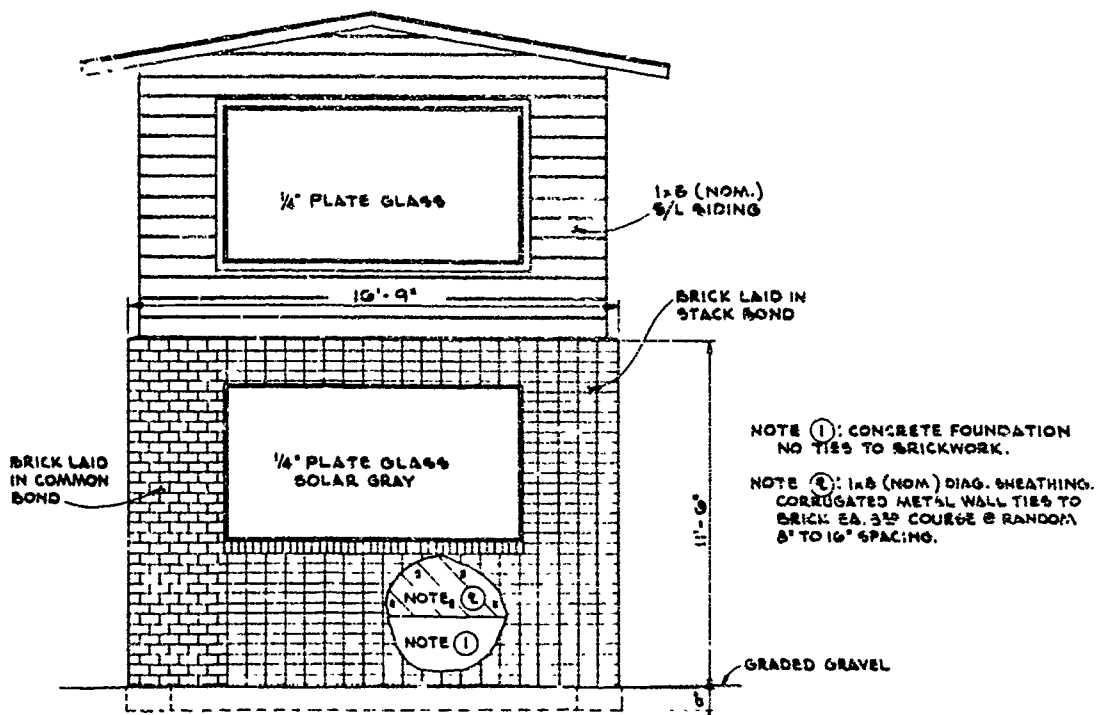 1/4" PLATE GLASS
1x8 (NOM.)
S/L SIDING
16'-9"
BRICK LAID IN
STACK BOND
BRICK LAID
IN COMMON
BOND
1/4" PLATE GLASS
SOLAR GRAY
11'-6"
NOTE 1: CONCRETE FOUNDATION
NO TIES TO BRICKWORK.
NOTE 2: 1x8 (NOM) DIAG. SHEATHING.
CORRUGATED METAL WALL TIES TO
BRICK EA. 3RD COURSE @ RANDOM
8" TO 16" SPACING.
NOTE 2
NOTE 1
GRADED GRAVEL